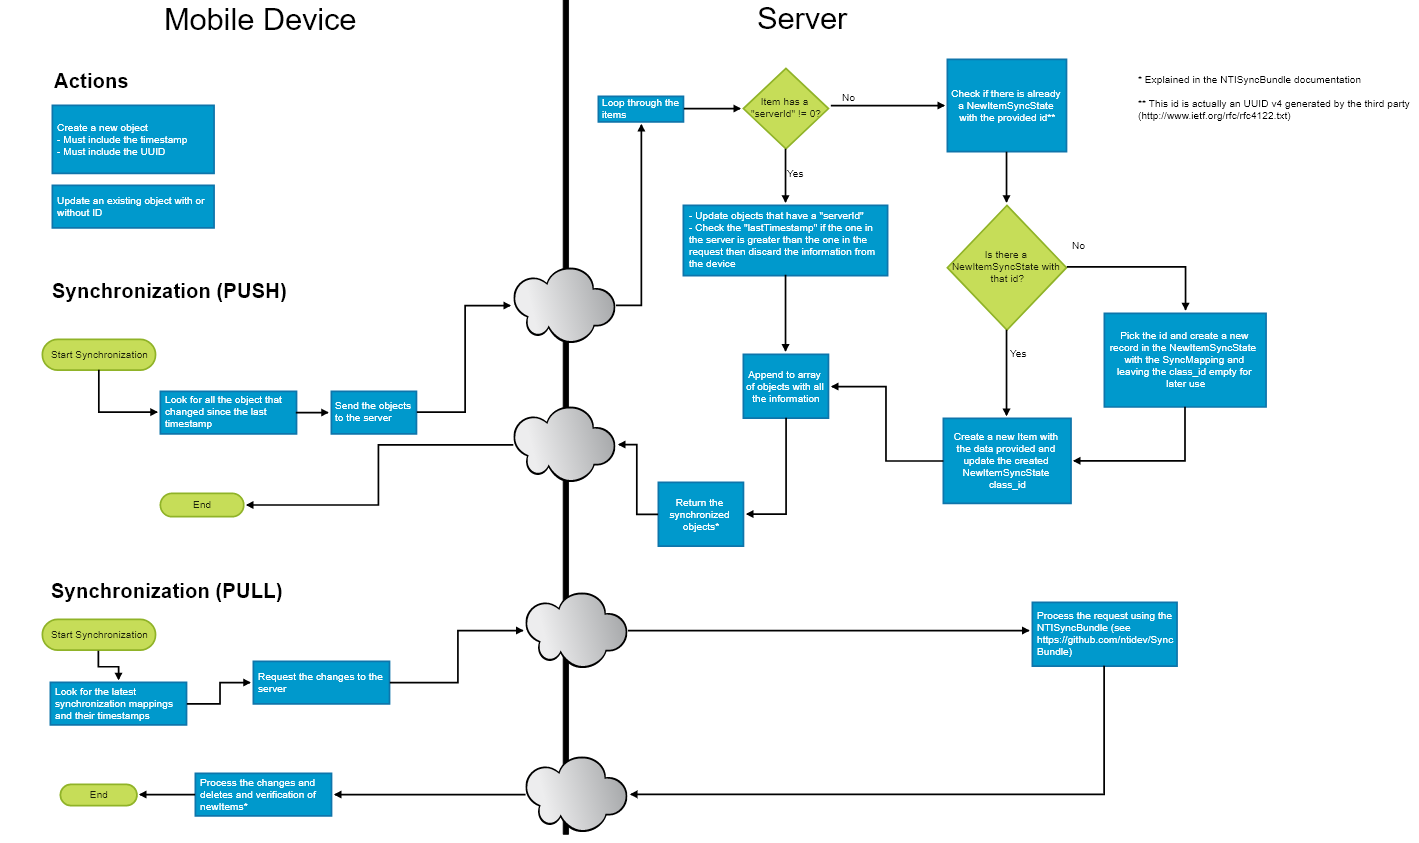 Mobile Device
Server
Actions
Create a new object
- Must include the timestamp
- Must include the UUID
Update an existing object with or
without ID
Loop through the
items
Item has a
"serverId" != 0?
No
Yes
Check if there is already
a NewItemSyncState
with the provided id**
* Explained in the NTISyncBundle documentation
** This id is actually an UUID v4 generated by the third party
(http://www.ietf.org/rfc/rfc4122.txt)
- Update objects that have a "serverId"
- Check the "lastTimestamp" if the one in
the server is greater than the one in the
request then discard the information from
the device
Is there a
NewItemSyncState with
that id?
No
Yes
Pick the id and create a new
record in the NewItemSyncState
with the SyncMapping and
leaving the class_id empty for
later use
Append to array
of objects with all
the information
Create a new Item with
the data provided and
update the created
NewItemSyncState
class_id
Return the
synchronized
objects*
Synchronization (PUSH)
Start Synchronization
Look for all the object that
changed since the last
timestamp
Send the objects
to the server
End
Synchronization (PULL)
Start Synchronization
Look for the latest
synchronization mappings
and their timestamps
Request the changes to the
server
Process the request using the
NTISyncBundle (see
https://github.com/ntidev/Sync
Bundle)
Process the changes and
deletes and verification of
newItems*
End